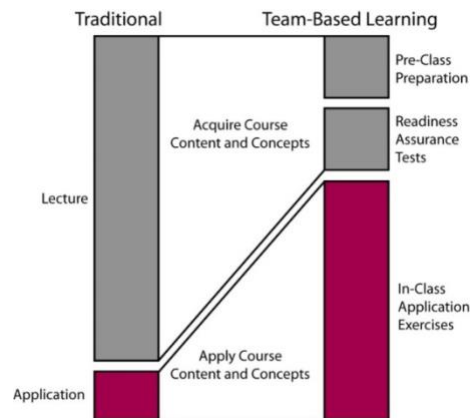 Traditional
Team-Based Learning
Pre-Class
Preparation
Acquire Course
Content and Concepts
Readiness
Assurance
Tests
Lecture
In-Class
Application
Exercises
Apply Course
Content and Concepts
Application